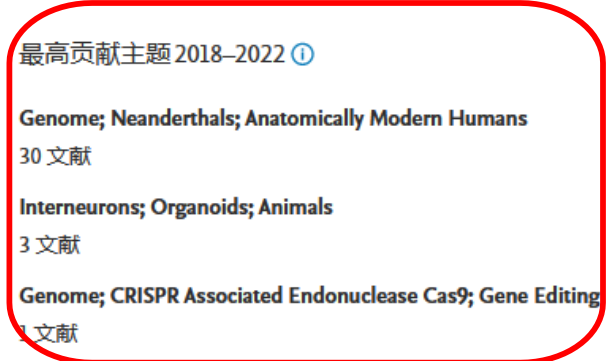 最高贡献主题 2018–2022 ⓘ
Genome; Neanderthals; Anatomically Modern Humans
30 文献
Interneurons; Organoids; Animals
3 文献
Genome; CRISPR Associated Endonuclease Cas9; Gene Editing
1 文献